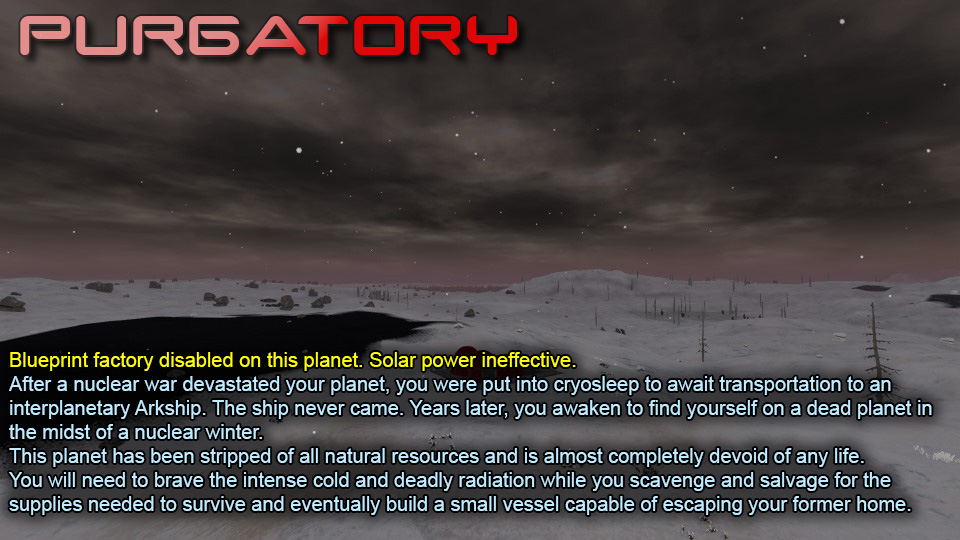 PURGATORY
Blueprint factory disabled on this planet. Solar power ineffective.
After a nuclear war devastated your planet, you were put into cryosleep to await transportation to an
interplanetary Arkship. The ship never came. Years later, you awaken to find yourself on a dead planet in
the midst of a nuclear winter.
This planet has been stripped of all natural resources and is almost completely devoid of any life.
You will need to brave the intense cold and deadly radiation while you scavenge and salvage for the
supplies needed to survive and eventually build a small vessel capable of escaping your former home.